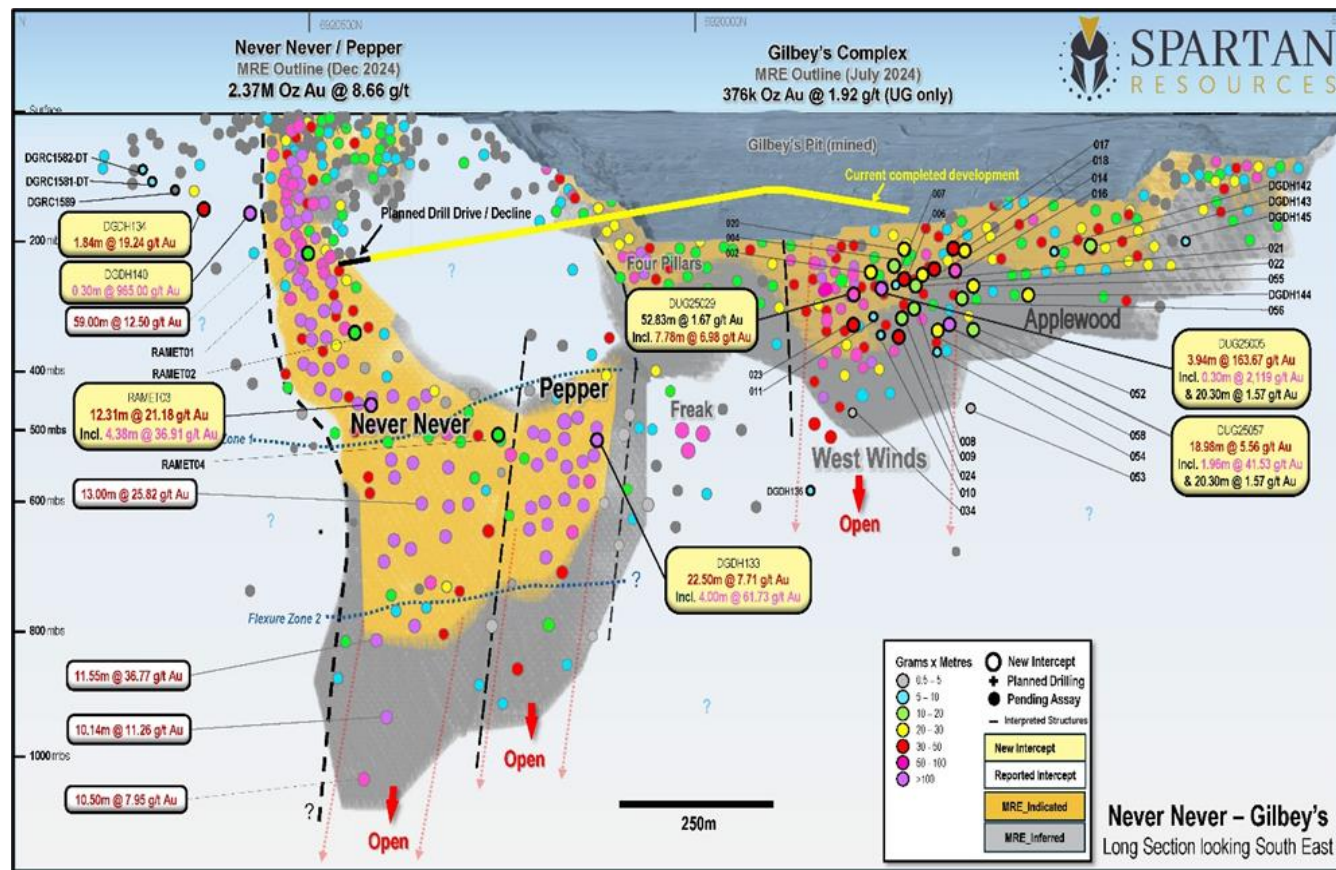 N
6920500N
6920000N
Never Never / Pepper
MRE Outline (Dec 2024)
2.37M Oz Au @ 8.66 g/t
Gilbey's Complex
MRE Outline (July 2024)
376k Oz Au @ 1.92 g/t (UG only)
SPARTAN
RESOURCES
Surface
Gilbey's Pit (mined)
Current completed development
Planned Drill Drive / Decline
DGRC1582-DT
DGRC1581-DT
DGRC1589
DGDH134
1.84m @ 19.24 g/t Au
DGDH140
0.30m @ 965.00 g/t Au
59.00m @ 12.50 g/t Au
RAMET01
RAMET02
RAMET03
12.31m @ 21.18 g/t Au
Incl. 4.38m @ 36.91 g/t Au
RAMET04
13.00m @ 25.82 g/t Au
11.55m @ 36.77 g/t Au
10.14m @ 11.26 g/t Au
10.50m @ 7.95 g/t Au
200mbs
400 mbs
500 mbs
600 mbs
800 mbs
1000 mbs
?
?
?
?
?
?
?
?
Never Never
Pepper
Zone 1
Flexure Zone 2
Open
Open
Open
Four Pillars
Freak
West Winds
Applewood
DUG25029
52.83m @ 1.67 g/t Au
Incl. 7.78m @ 6.98 g/t Au
DGDH133
22.50m @ 7.71 g/t Au
Incl. 4.00m @ 61.73 g/t Au
DGDH136
020
004
002
007
006
017
018
014
016
DGDH142
DGDH143
DGDH145
021
022
055
DGDH144
056
023
011
052
058
054
053
008
009
024
010
034
DUG25005
3.94m @ 163.67 g/t Au
Incl. 0.30m @ 2,119 g/t Au
& 20.30m @ 1.57 g/t Au
DUG25057
18.98m @ 5.56 g/t Au
Incl. 1.96m @ 41.53 g/t Au
& 20.30m @ 1.57 g/t Au
250m
Grams x Metres
0.5 – 5
5 – 10
10 – 20
20 – 30
30 - 50
50 - 100
>100
New Intercept
Planned Drilling
Pending Assay
Interpreted Structures
New Intercept
Reported Intercept
MRE_Indicated
MRE_Inferred
Never Never – Gilbey's
Long Section looking South East